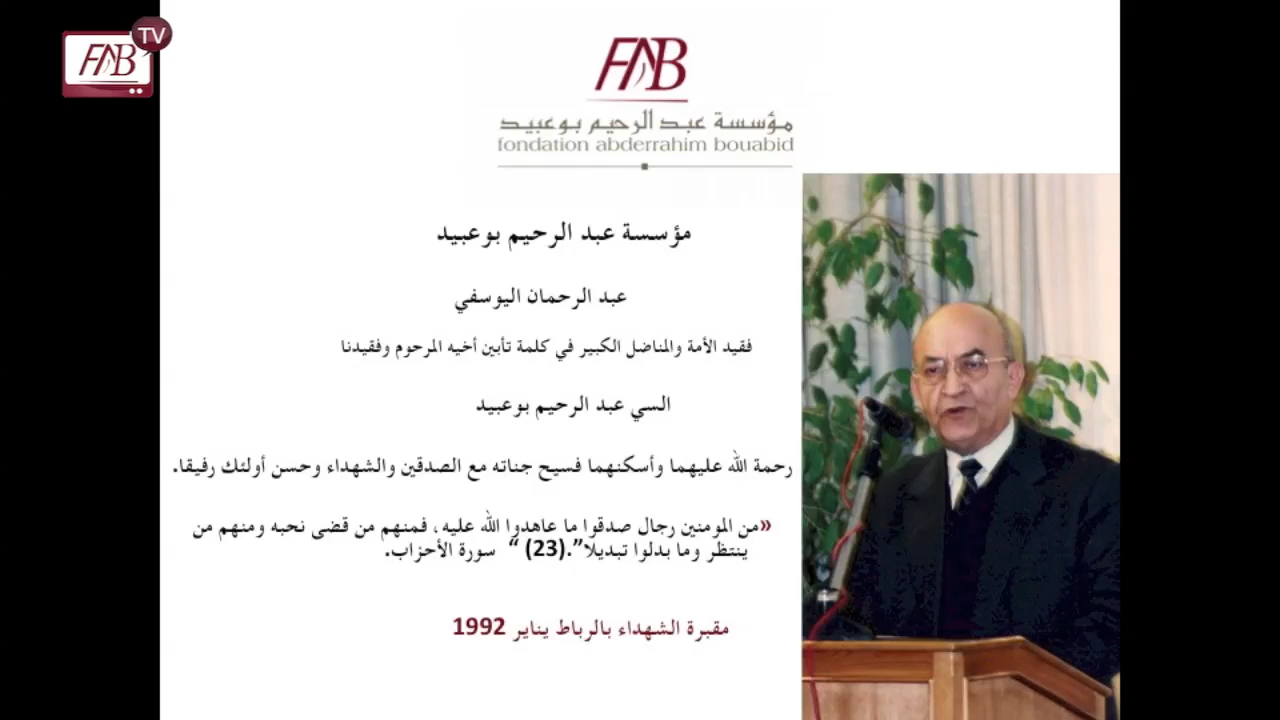 FAB TV
FAB
مؤسسة عبد الرحيم بوعبيد
fondation abderrahim bouabid
مؤسسة عبد الرحيم بوعبيد
عبد الرحمان اليوسفي
فقيد الأمة والمناضل الكبير في كلمة تأبين أخيه المرحوم وفقيدنا
السي عبد الرحيم بوعبيد
رحمة الله عليهما وأسكنهما فسيح جناته مع الصدقين والشهداء وحسن أولئك رفيقا.
«من المومنين رجال صدقوا ما عاهدوا الله عليه، فمنهم من قضى نحبه ومنهم من
ينتظر وما بدلوا تبديلا”.(23) “ سورة الأحزاب.
مقبرة الشهداء بالرباط يناير 1992